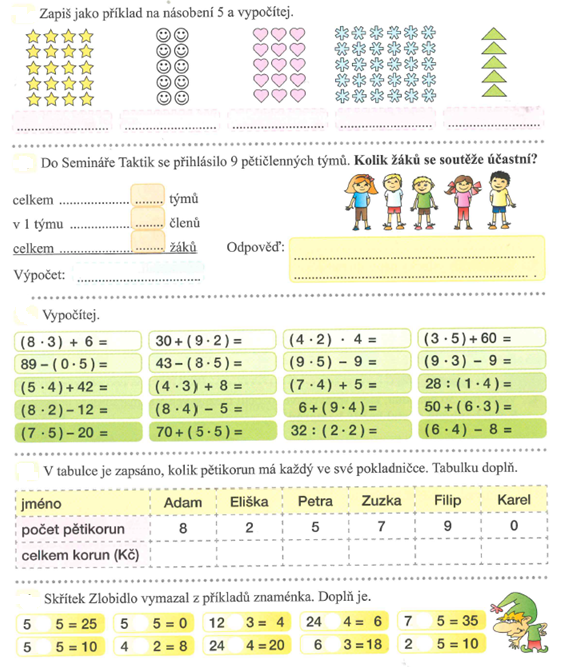 Zapiš jako příklad na násobení 5 a vypočítej.
Do Semináře Taktik se přihlásilo 9 pětičlenných týmů. Kolik žáků se soutěže účastní?
celkem ........................ týmů
v 1 týmu ........................ členů
celkem ........................ žáků
Odpověď: ........................
Výpočet: ........................
Vypočítej.
(8 · 3) + 6 = 30 + (9 · 2) = (4 · 2) · 4 = (3 · 5) + 60 =
89 – (0 · 5) = 43 – (8 · 5) = (9 · 5) – 9 = (9 · 3) – 9 =
(5 · 4) + 42 = (4 · 3) + 8 = (7 · 4) + 5 = 28 : (1 · 4) =
(8 · 2) – 12 = (8 · 4) – 5 = 6 + (9 · 4) = 50 + (6 · 3) =
(7 · 5) – 20 = 70 + (5 · 5) = 32 : (2 · 2) = (6 · 4) – 8 =
V tabulce je zapsáno, kolik pětikorun má každý ve své pokladničce. Tabulku doplň.
jméno Adam Eliška Petra Zuzka Filip Karel
počet pětikorun 8 2 5 7 9 0
celkem korun (Kč)
Skřítek Zlobidlo vymazal z příkladů znaménka. Doplň je.
5 5 = 25 5 5 = 0 12 3 = 4 24 4 = 6 7 5 = 35
5 5 = 10 4 2 = 8 24 4 = 20 6 3 = 18 2 5 = 10